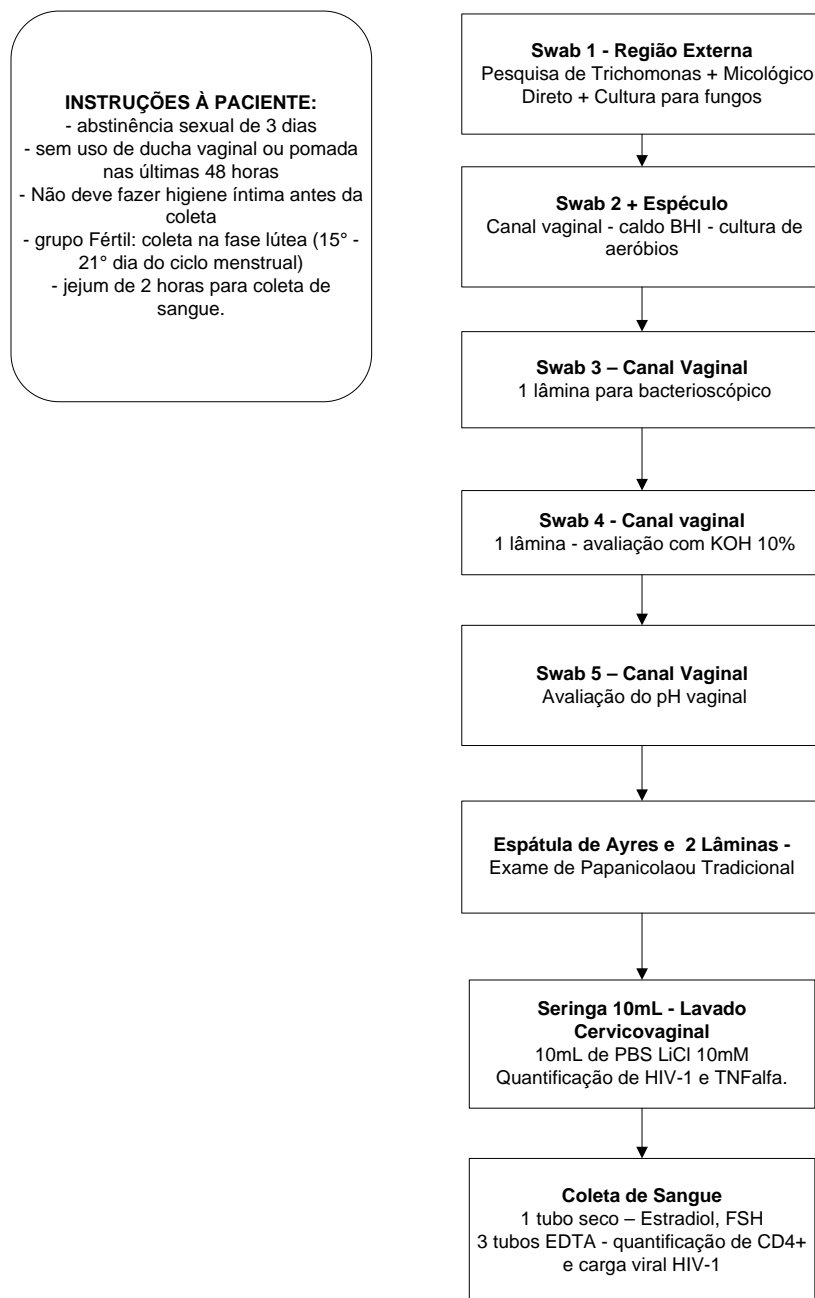 INSTRUÇÕES À PACIENTE:
- abstinência sexual de 3 dias
- sem uso de ducha vaginal ou pomada
nas últimas 48 horas
- Não deve fazer higiene íntima antes da
coleta
- grupo Fértil: coleta na fase lútea (15° -
21° dia do ciclo menstrual)
- jejum de 2 horas para coleta de
sangue.
Swab 1 - Região Externa
Pesquisa de Trichomonas + Micológico
Direto + Cultura para fungos
Swab 2 + Espéculo
Canal vaginal - caldo BHI - cultura de
aeróbios
Swab 3 – Canal Vaginal
1 lâmina para bacterioscópico
Swab 4 - Canal vaginal
1 lâmina - avaliação com KOH 10%
Swab 5 – Canal Vaginal
Avaliação do pH vaginal
Espátula de Ayres e 2 Lâminas -
Exame de Papanicolaou Tradicional
Seringa 10mL - Lavado
Cervicovaginal
10mL de PBS LiCl 10mM
Quantificação de HIV-1 e TNFalfa.
Coleta de Sangue
1 tubo seco – Estradiol, FSH
3 tubos EDTA - quantificação de CD4+
e carga viral HIV-1